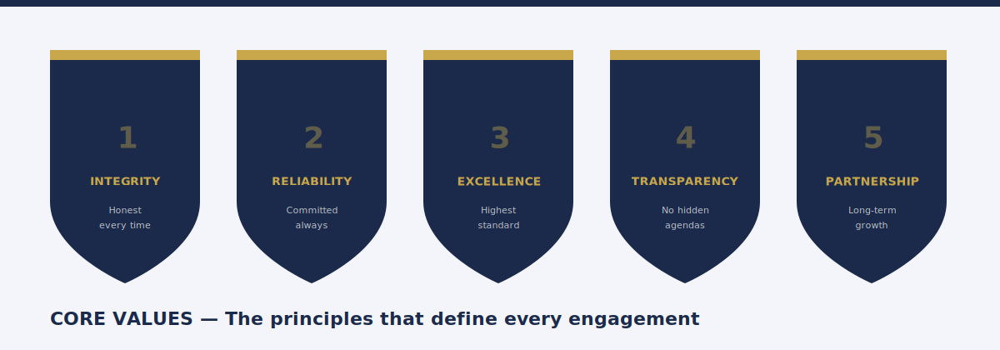 1
INTEGRITY
Honest
every time
2
RELIABILITY
Committed
always
3
EXCELLENCE
Highest
standard
4
TRANSPARENCY
No hidden
agendas
5
PARTNERSHIP
Long-term
growth
CORE VALUES — The principles that define every engagement